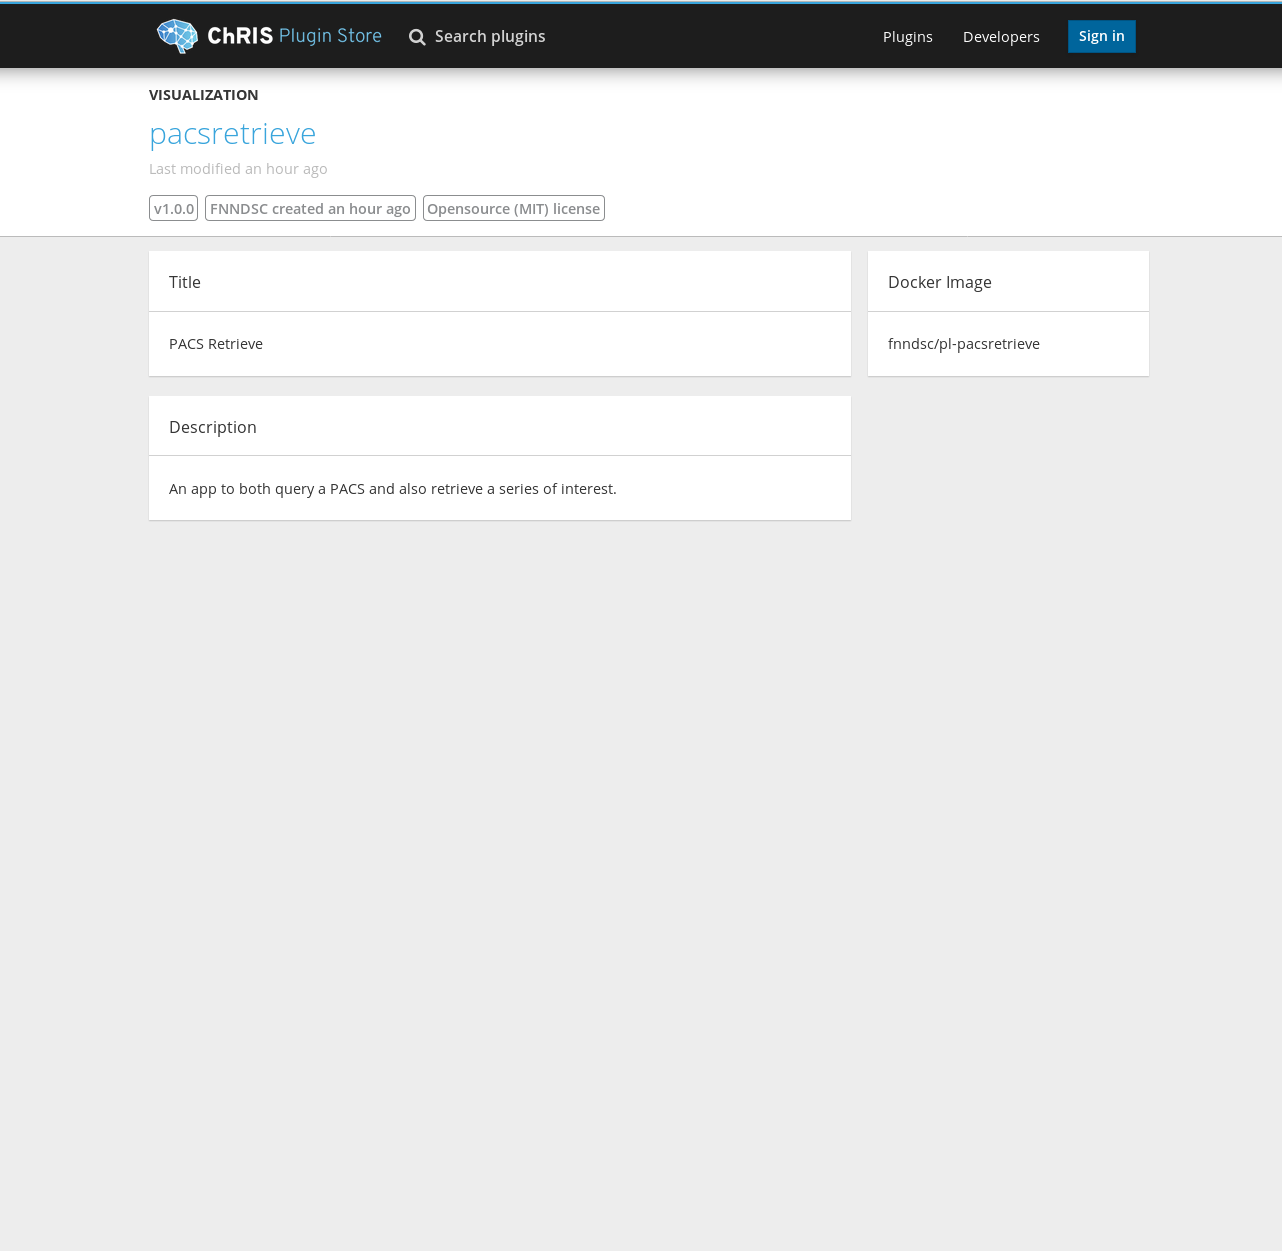 ChRIS Plugin Store
Search plugins
Plugins
Developers
Sign in
VISUALIZATION
pacsretrieve
Last modified an hour ago
v1.0.0
FNNDSC created an hour ago
Opensource (MIT) license
Title
PACS Retrieve
Docker Image
fnndsc/pl-pacsretrieve
Description
An app to both query a PACS and also retrieve a series of interest.